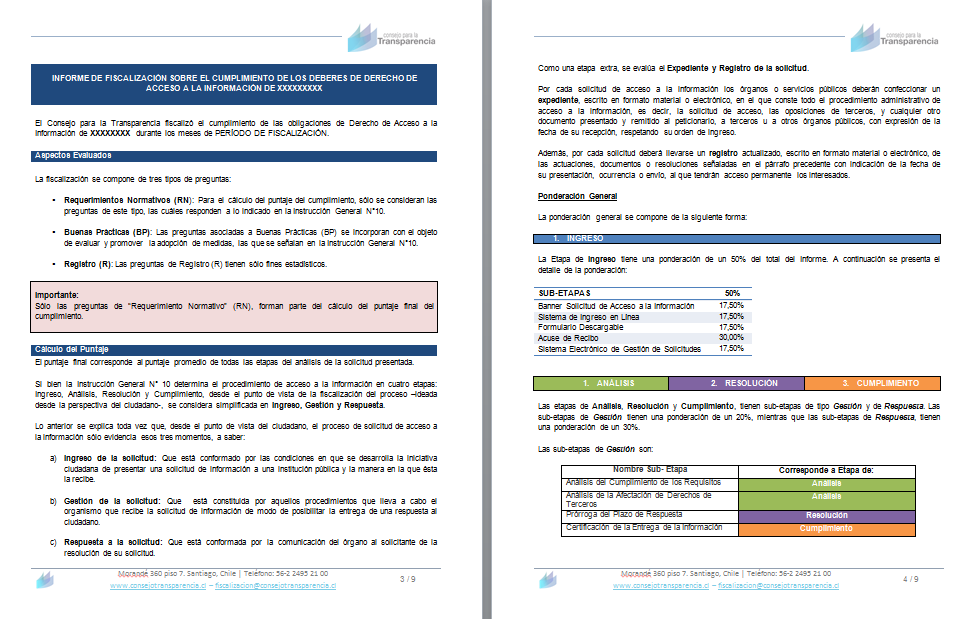 consejo para la
Transparencia
INFORME DE FISCALIZACIÓN SOBRE EL CUMPLIMIENTO DE LOS DEBERES DE DERECHO DE
ACCESO A LA INFORMACIÓN DE XXXXXXXXX
El Consejo para la Transparencia fiscalizó el cumplimiento de las obligaciones de Derecho de Acceso a la
Información de XXXXXXXX durante los meses de PERÍODO DE FISCALIZACIÓN.
Aspectos Evaluados
La fiscalización se compone de tres tipos de preguntas:
• Requerimientos Normativos (RN): Para el cálculo del puntaje del cumplimiento, sólo se consideran las
preguntas de este tipo, las cuáles responden a lo indicado en la Instrucción General N°10.
• Buenas Prácticas (BP): Las preguntas asociadas a Buenas Prácticas (BP) se incorporan con el objeto
de evaluar y promover la adopción de medidas, las que se señalan en la Instrucción General N°10.
• Registro (R): Las preguntas de Registro (R) tienen sólo fines estadísticos.
Importante:
Sólo las preguntas de "Requerimiento Normativo" (RN), forman parte del cálculo del puntaje final del
cumplimiento.
Cálculo del Puntaje
El puntaje final corresponde al puntaje promedio de todas las etapas del análisis de la solicitud presentada.
Si bien la Instrucción General N° 10 determina el procedimiento de acceso a la información en cuatro etapas:
Ingreso, Análisis, Resolución y Cumplimiento, desde el punto de vista de la fiscalización del proceso –ideada
desde la perspectiva del ciudadano-, se considera simplificada en Ingreso, Gestión y Respuesta.
Lo anterior se explica toda vez que, desde el punto de vista del ciudadano, el proceso de solicitud de acceso a
la información sólo evidencia esos tres momentos, a saber:
a) Ingreso de la solicitud: Que está conformado por las condiciones en que se desarrolla la iniciativa
ciudadana de presentar una solicitud de información a una institución pública y la manera en la que ésta
la recibe.
b) Gestión de la solicitud: Que está constituida por aquellos procedimientos que lleva a cabo el
organismo que recibe la solicitud de información de modo de posibilitar la entrega de una respuesta al
ciudadano.
c) Respuesta a la solicitud: Que está conformada por la comunicación del órgano al solicitante de la
resolución de su solicitud.
Morandé 360 piso 7. Santiago, Chile | Teléfono: 56-2 2495 21 00
www.consejotransparencia.cl – fiscalizacion@consejotransparencia.cl
3 / 9
consejo para la
Transparencia
Como una etapa extra, se evalúa el Expediente y Registro de la solicitud.
Por cada solicitud de acceso a la información los órganos o servicios públicos deberán confeccionar un
expediente, escrito en formato material o electrónico, en el que conste todo el procedimiento administrativo de
acceso a la información, es decir, la solicitud de acceso, las oposiciones de terceros, y cualquier otro
documento presentado y remitido al peticionario, a terceros u a otros órganos públicos, con expresión de la
fecha de su recepción, respetando su orden de ingreso.
Además, por cada solicitud deberá llevarse un registro actualizado, escrito en formato material o electrónico, de
las actuaciones, documentos o resoluciones señaladas en el párrafo precedente con indicación de la fecha de
su presentación, ocurrencia o envío, al que tendrán acceso permanente los interesados.
Ponderación General
La ponderación general se compone de la siguiente forma:
1. INGRESO
La Etapa de Ingreso tiene una ponderación de un 50% del total del informe. A continuación se presenta el
detalle de la ponderación:
SUB-ETAPAS 50%
Banner Solicitud de Acceso a la Información 17,50%
Sistema de Ingreso en Línea 17,50%
Formulario Descargable 17,50%
Acuse de Recibo 30,00%
Sistema Electrónico de Gestión de Solicitudes 17,50%
1. ANÁLISIS 2. RESOLUCIÓN 3. CUMPLIMIENTO
Las etapas de Análisis, Resolución y Cumplimiento, tienen sub-etapas de tipo Gestión y de Respuesta. Las
sub-etapas de Gestión tienen una ponderación de un 20%, mientras que las sub-etapas de Respuesta, tienen
una ponderación de un 30%.
Las sub-etapas de Gestión son:
Nombre Sub- Etapa Corresponde a Etapa de:
Análisis del Cumplimiento de los Requisitos Análisis
Análisis de la Afectación de Derechos de Análisis
Terceros
Prórroga del Plazo de Respuesta Resolución
Certificación de la Entrega de la Información Cumplimiento
Morandé 360 piso 7. Santiago, Chile | Teléfono: 56-2 2495 21 00
www.consejotransparencia.cl – fiscalizacion@consejotransparencia.cl
4 / 9